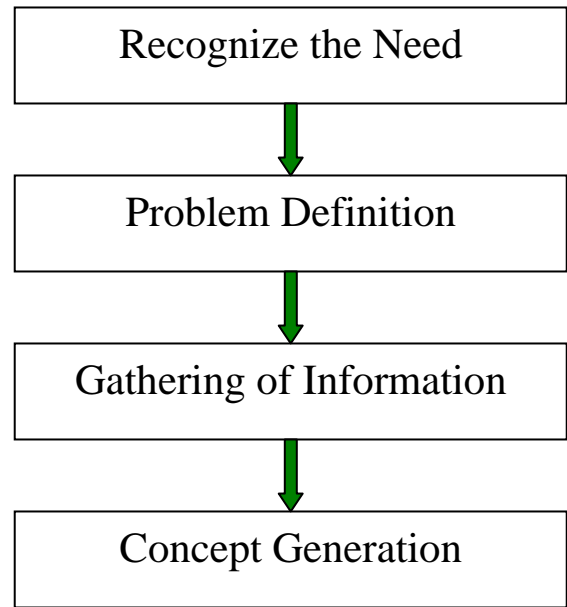 Recognize the Need
Problem Definition
Gathering of Information
Concept Generation